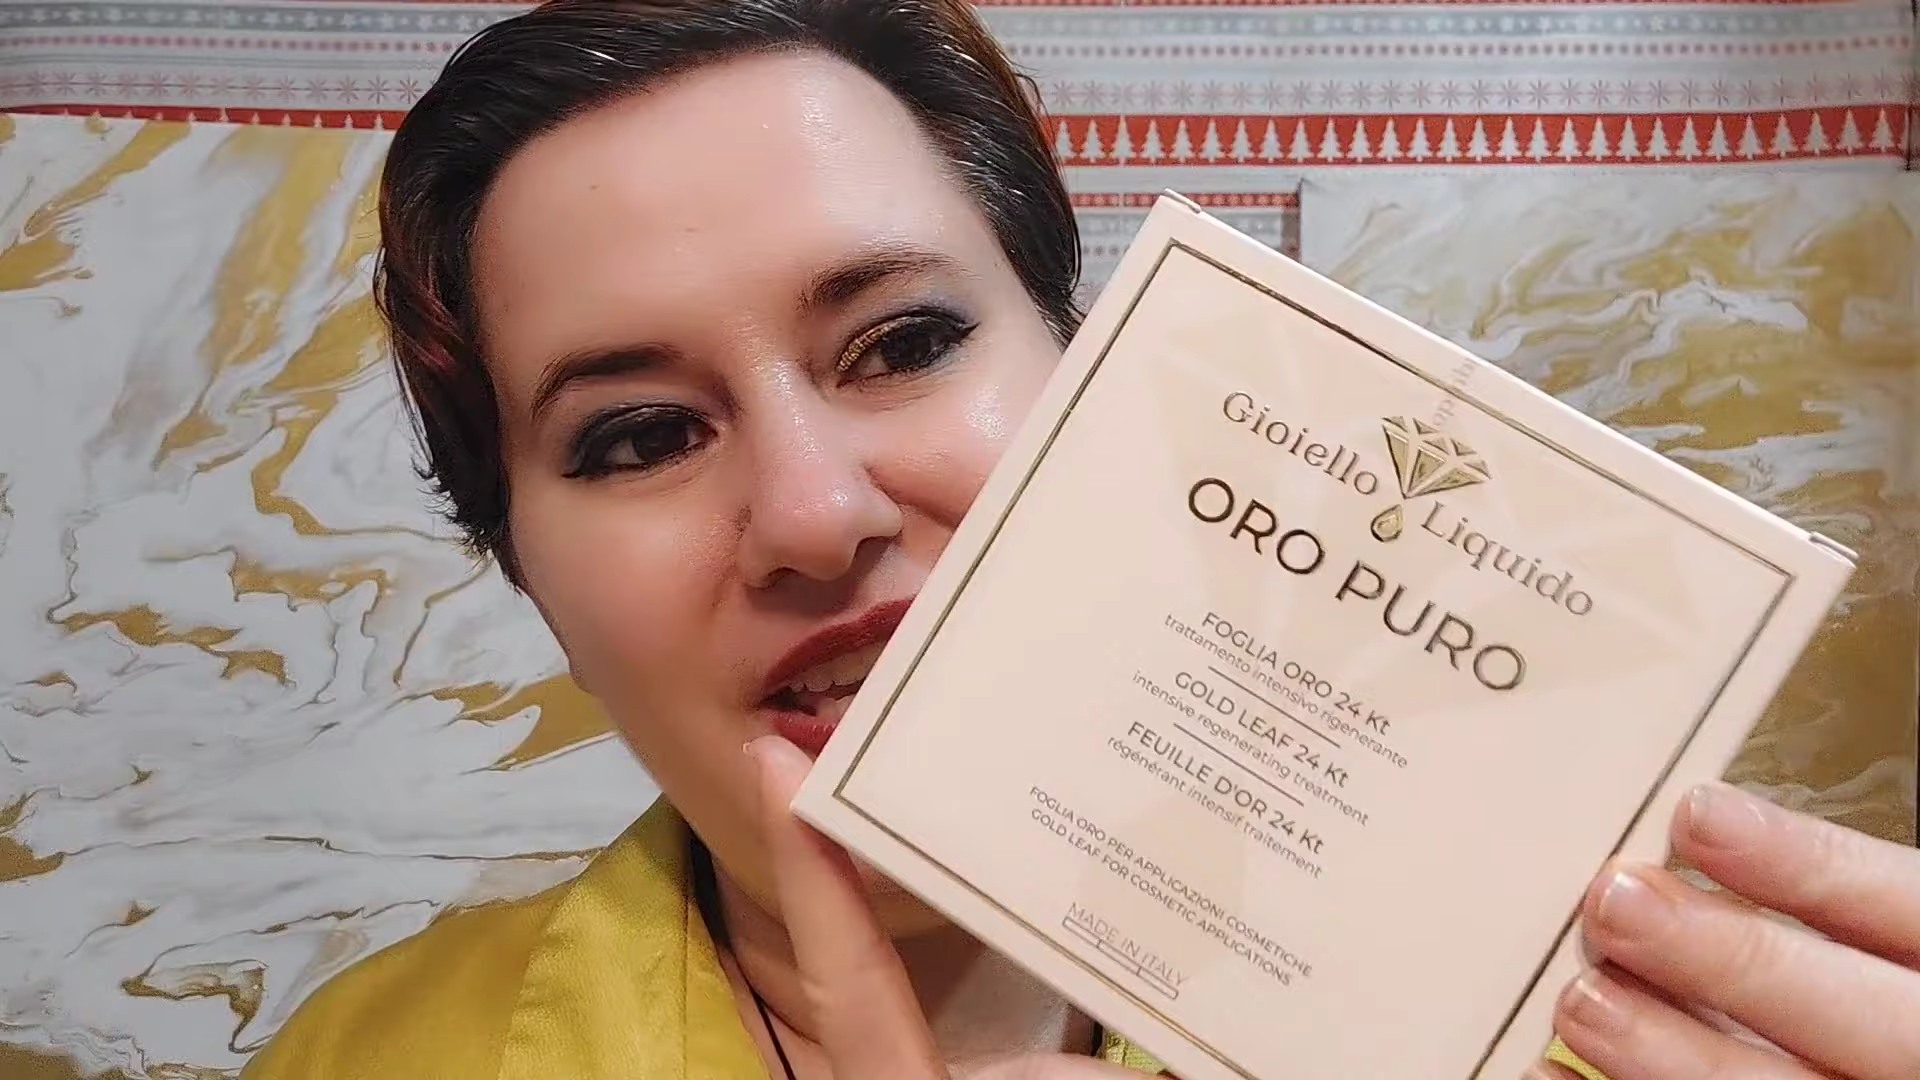 Gioiello Liquido
ORO PURO
FOGLIA ORO 24 Kt
trattamento intensivo rigenerante
GOLD LEAF 24 Kt
intensive regenerating treatment
FEUILLE D'OR 24 Kt
régénérant intensif traitement
FOGLIA ORO PER APPLICAZIONI COSMETICHE
GOLD LEAF FOR COSMETIC APPLICATIONS
MADE IN ITALY